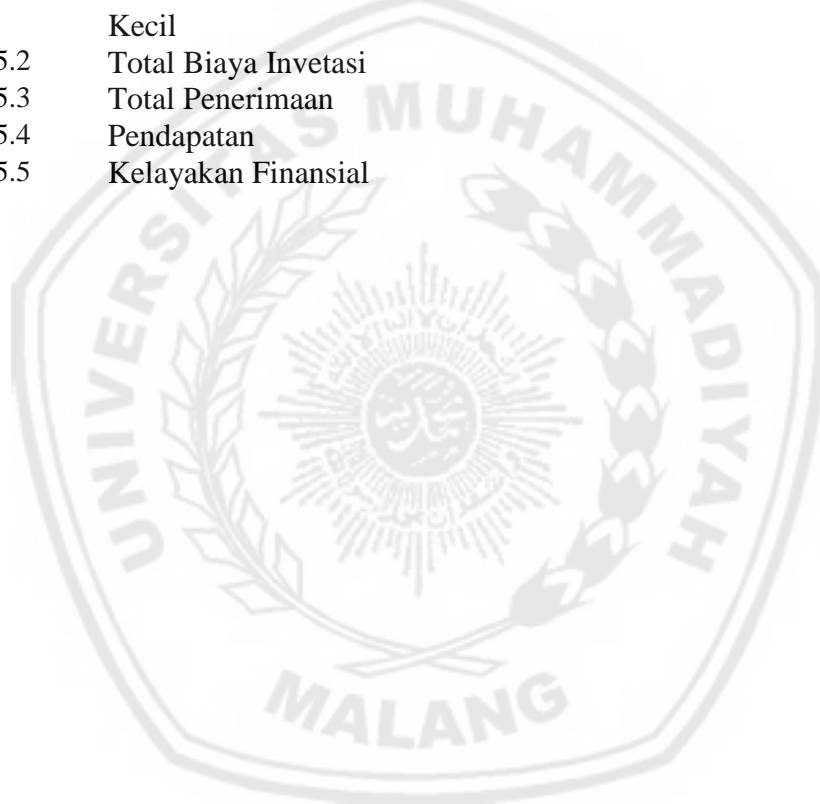 Kecil
5.2 Total Biaya Invetasi
5.3 Total Penerimaan
5.4 Pendapatan
5.5 Kelayakan Finansial
UNIVERSITAS MUHAMMADIYAH
MALANG